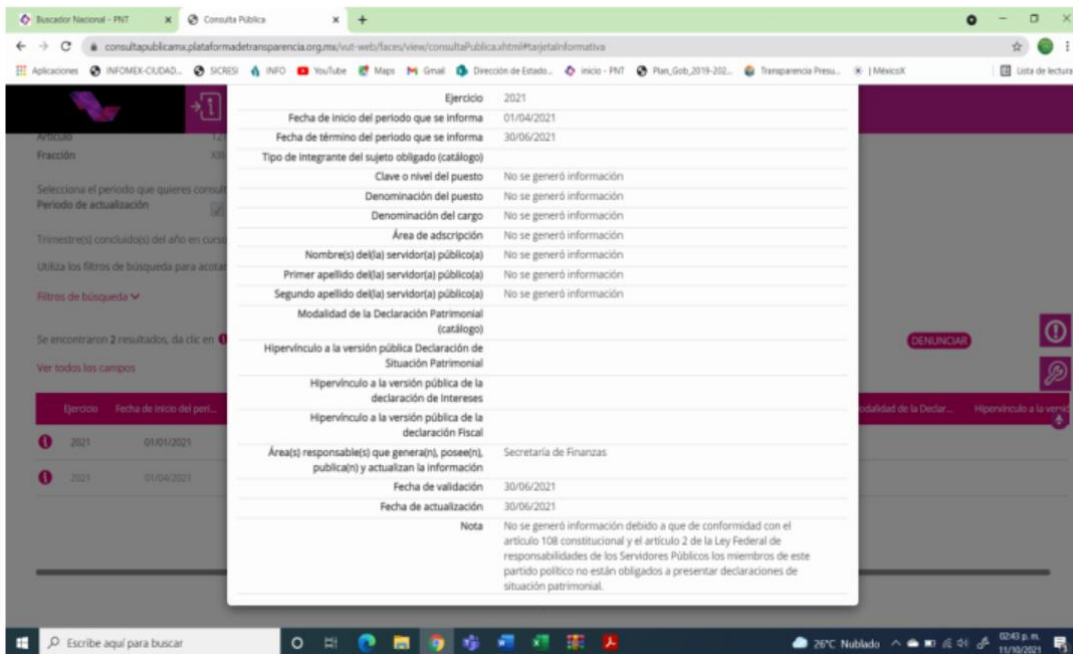 Buscador Nacional - PNT
Consulta Pública
consultapublicamx.plataformadetransparencia.org.mx/vut-web/faces/view/consultaPublica.xhtml#tarjetaInformativa
Aplicaciones
INFOMEX-CIUDAD...
SICRESI
INFO
YouTube
Maps
Gmail
Dirección de Estado...
inicio - PNT
Plan_Gob_2019-202...
Transparencia Presu...
| MéxicoX
Lista de lectura
Artículo
Fracción
Selecciona el periodo que quieres consult
Periodo de actualización
Trimestre(s) concluido(s) del año en curso
Utiliza los filtros de búsqueda para acotar
Filtros de búsqueda
Se encontraron 2 resultados, da clic en
Ver todos los campos
DENUNCIAR
Ejercicio Fecha de inicio del peri...
odalidad de la Declar... Hipervínculo a la versió
2021 01/01/2021
2021 01/04/2021
Ejercicio 2021
Fecha de inicio del periodo que se informa 01/04/2021
Fecha de término del periodo que se informa 30/06/2021
Tipo de integrante del sujeto obligado (catálogo)
Clave o nivel del puesto No se generó información
Denominación del puesto No se generó información
Denominación del cargo No se generó información
Área de adscripción No se generó información
Nombre(s) del(la) servidor(a) público(a) No se generó información
Primer apellido del(la) servidor(a) público(a) No se generó información
Segundo apellido del(la) servidor(a) público(a) No se generó información
Modalidad de la Declaración Patrimonial
(catálogo)
Hipervínculo a la versión pública Declaración de
Situación Patrimonial
Hipervínculo a la versión pública de la
declaración de Intereses
Hipervínculo a la versión pública de la
declaración Fiscal
Área(s) responsable(s) que genera(n), posee(n), Secretaría de Finanzas
publica(n) y actualizan la información
Fecha de validación 30/06/2021
Fecha de actualización 30/06/2021
Nota No se generó información debido a que de conformidad con el
artículo 108 constitucional y el artículo 2 de la Ley Federal de
responsabilidades de los Servidores Públicos los miembros de este
partido político no están obligados a presentar declaraciones de
situación patrimonial.
Escribe aquí para buscar
26°C Nublado
02:43 p. m.
11/10/2021